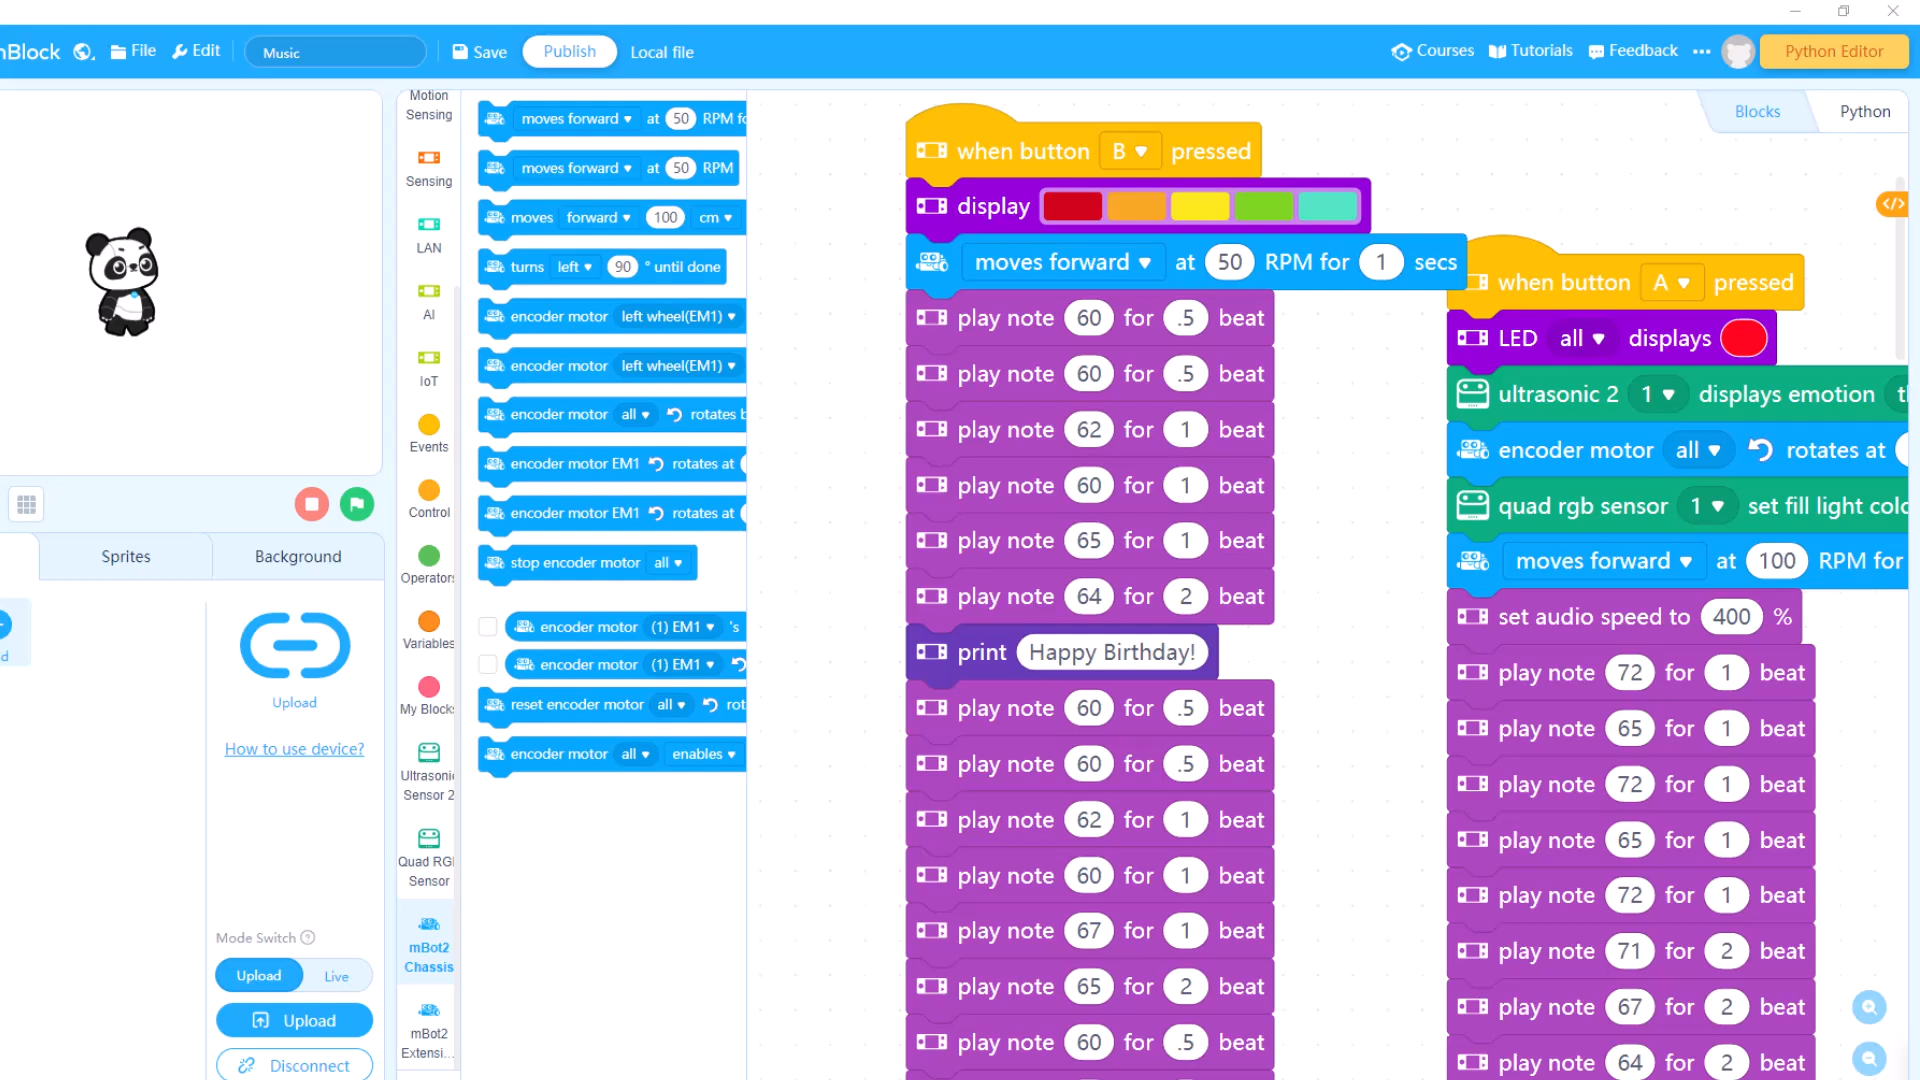 mBlock File Edit Music Save Publish Local file Courses Tutorials Feedback ••• Python Editor
Blocks Python
Sprites Background
Upload
How to use device?
Mode Switch ?
Upload Live
Upload
Disconnect
Motion
Sensing
Sensing
LAN
AI
IoT
Events
Control
Operators
Variables
My Blocks
Ultrasonic
Sensor 2
Quad RGB
Sensor
mBot2
Chassis
mBot2
Extensi...
moves forward at 50 RPM fo
moves forward at 50 RPM
moves forward 100 cm
turns left 90 ° until done
encoder motor left wheel(EM1)
encoder motor left wheel(EM1)
encoder motor all rotates b
encoder motor EM1 rotates at
encoder motor EM1 rotates at
stop encoder motor all
encoder motor (1) EM1 's
encoder motor (1) EM1
reset encoder motor all rot
encoder motor all enables
when button B pressed
display
moves forward at 50 RPM for 1 secs
play note 60 for .5 beat
play note 60 for .5 beat
play note 62 for 1 beat
play note 60 for 1 beat
play note 65 for 1 beat
play note 64 for 2 beat
print Happy Birthday!
play note 60 for .5 beat
play note 60 for .5 beat
play note 62 for 1 beat
play note 60 for 1 beat
play note 67 for 1 beat
play note 65 for 2 beat
play note 60 for .5 beat
</>
when button A pressed
LED all displays
ultrasonic 2 1 displays emotion t
encoder motor all rotates at
quad rgb sensor 1 set fill light colo
moves forward at 100 RPM for
set audio speed to 400 %
play note 72 for 1 beat
play note 65 for 1 beat
play note 72 for 1 beat
play note 65 for 1 beat
play note 72 for 1 beat
play note 71 for 2 beat
play note 67 for 2 beat
play note 64 for 2 beat